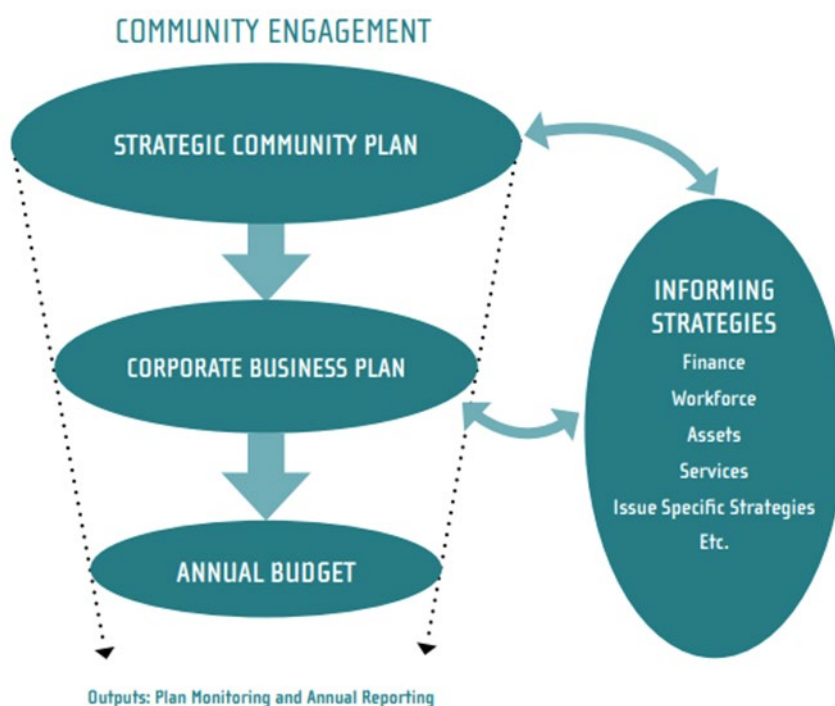 COMMUNITY ENGAGEMENT
STRATEGIC COMMUNITY PLAN
CORPORATE BUSINESS PLAN
ANNUAL BUDGET
INFORMING
STRATEGIES
Finance
Workforce
Assets
Services
Issue Specific Strategies
Etc.
Outputs: Plan Monitoring and Annual Reporting